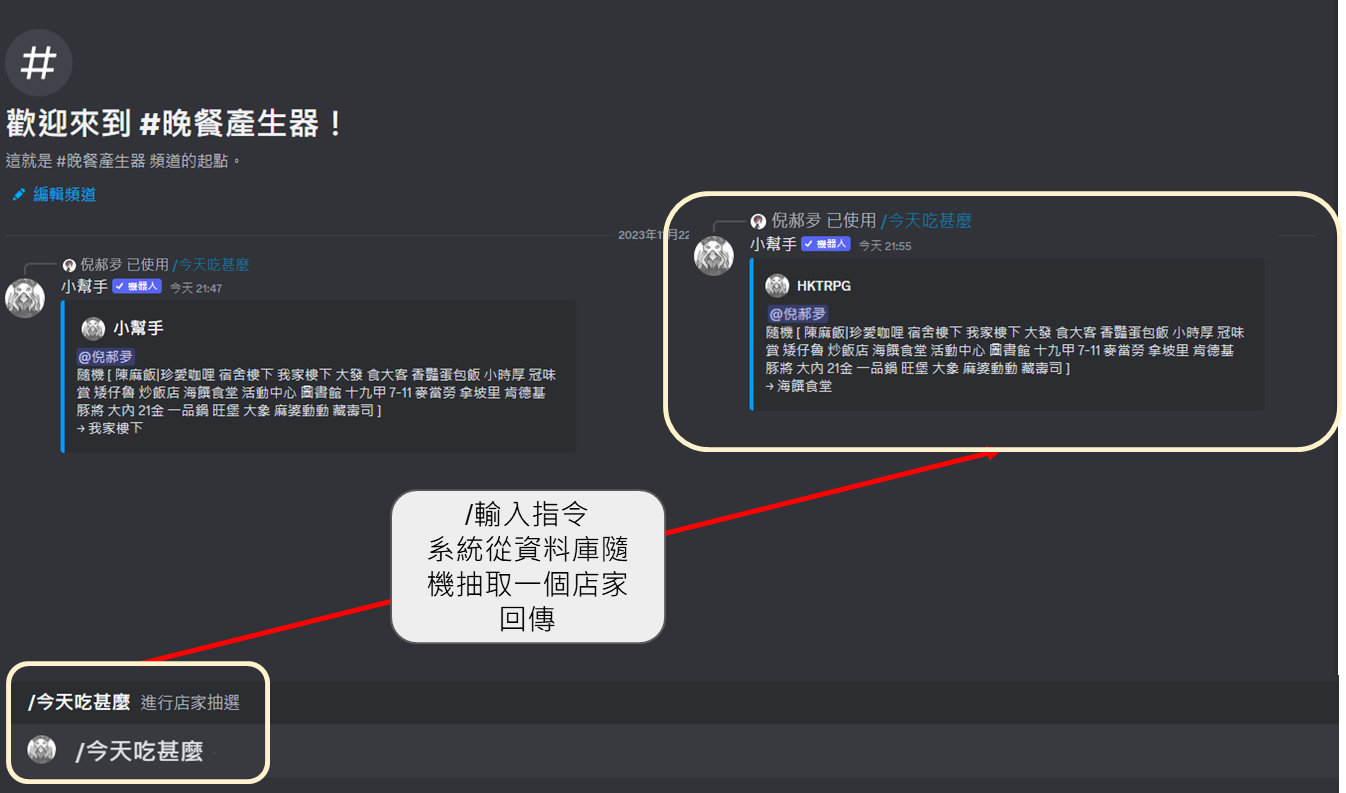 歡迎來到 #晚餐產生器！
這就是 #晚餐產生器 頻道的起點。
編輯頻道
2023年11月22
倪郝歹 已使用 /今天吃甚麼
小幫手 ✓ 機器人 今天 21:47
小幫手
@倪郝歹
隨機 [ 陳麻飯|珍愛咖哩 宿舍樓下 我家樓下 大發 食大客 香豔蛋包飯 小時厚 冠味
賞 矮仔魯 炒飯店 海饌食堂 活動中心 圖書館 十九甲 7-11 麥當勞 拿坡里 肯德基
豚將 大內 21金 一品鍋 旺堡 大象 麻婆動動 藏壽司 ]
→ 我家樓下
倪郝歹 已使用 /今天吃甚麼
小幫手 ✓ 機器人 今天 21:55
HKTRPG
@倪郝歹
隨機 [ 陳麻飯|珍愛咖哩 宿舍樓下 我家樓下 大發 食大客 香豔蛋包飯 小時厚 冠味
賞 矮仔魯 炒飯店 海饌食堂 活動中心 圖書館 十九甲 7-11 麥當勞 拿坡里 肯德基
豚將 大內 21金 一品鍋 旺堡 大象 麻婆動動 藏壽司 ]
→ 海饌食堂
/輸入指令
系統從資料庫隨
機抽取一個店家
回傳
/今天吃甚麼 進行店家抽選
/今天吃甚麼